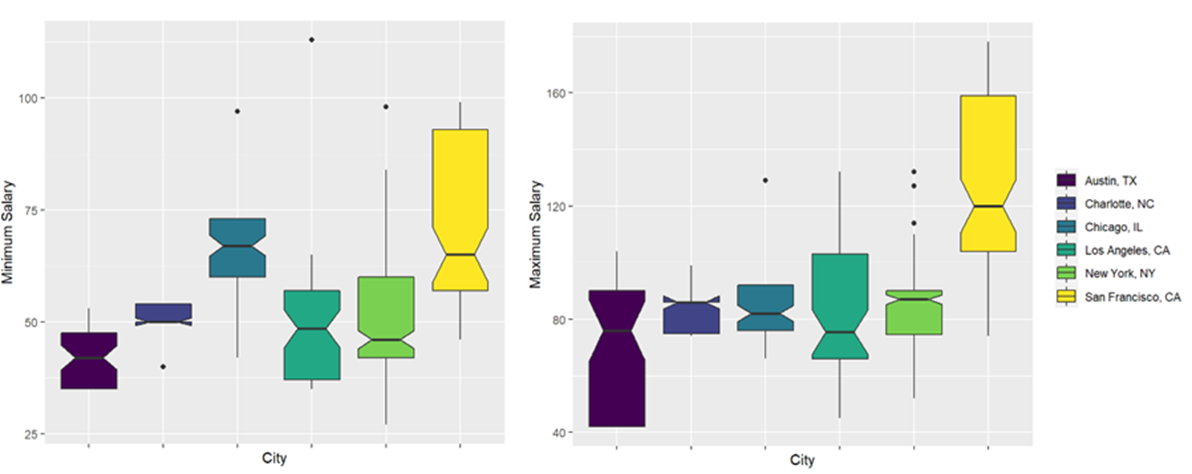 Minimum Salary
100
75
50
25
City
Maximum Salary
160
120
80
40
City
Austin, TX
Charlotte, NC
Chicago, IL
Los Angeles, CA
New York, NY
San Francisco, CA